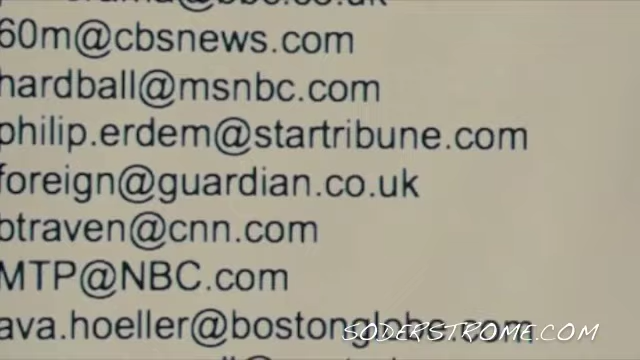 60m@cbsnews.com
hardball@msnbc.com
philip.erdem@startribune.com
foreign@guardian.co.uk
btraven@cnn.com
MTP@NBC.com
ava.hoeller@bostonglobe.com
SODERSTROME.COM